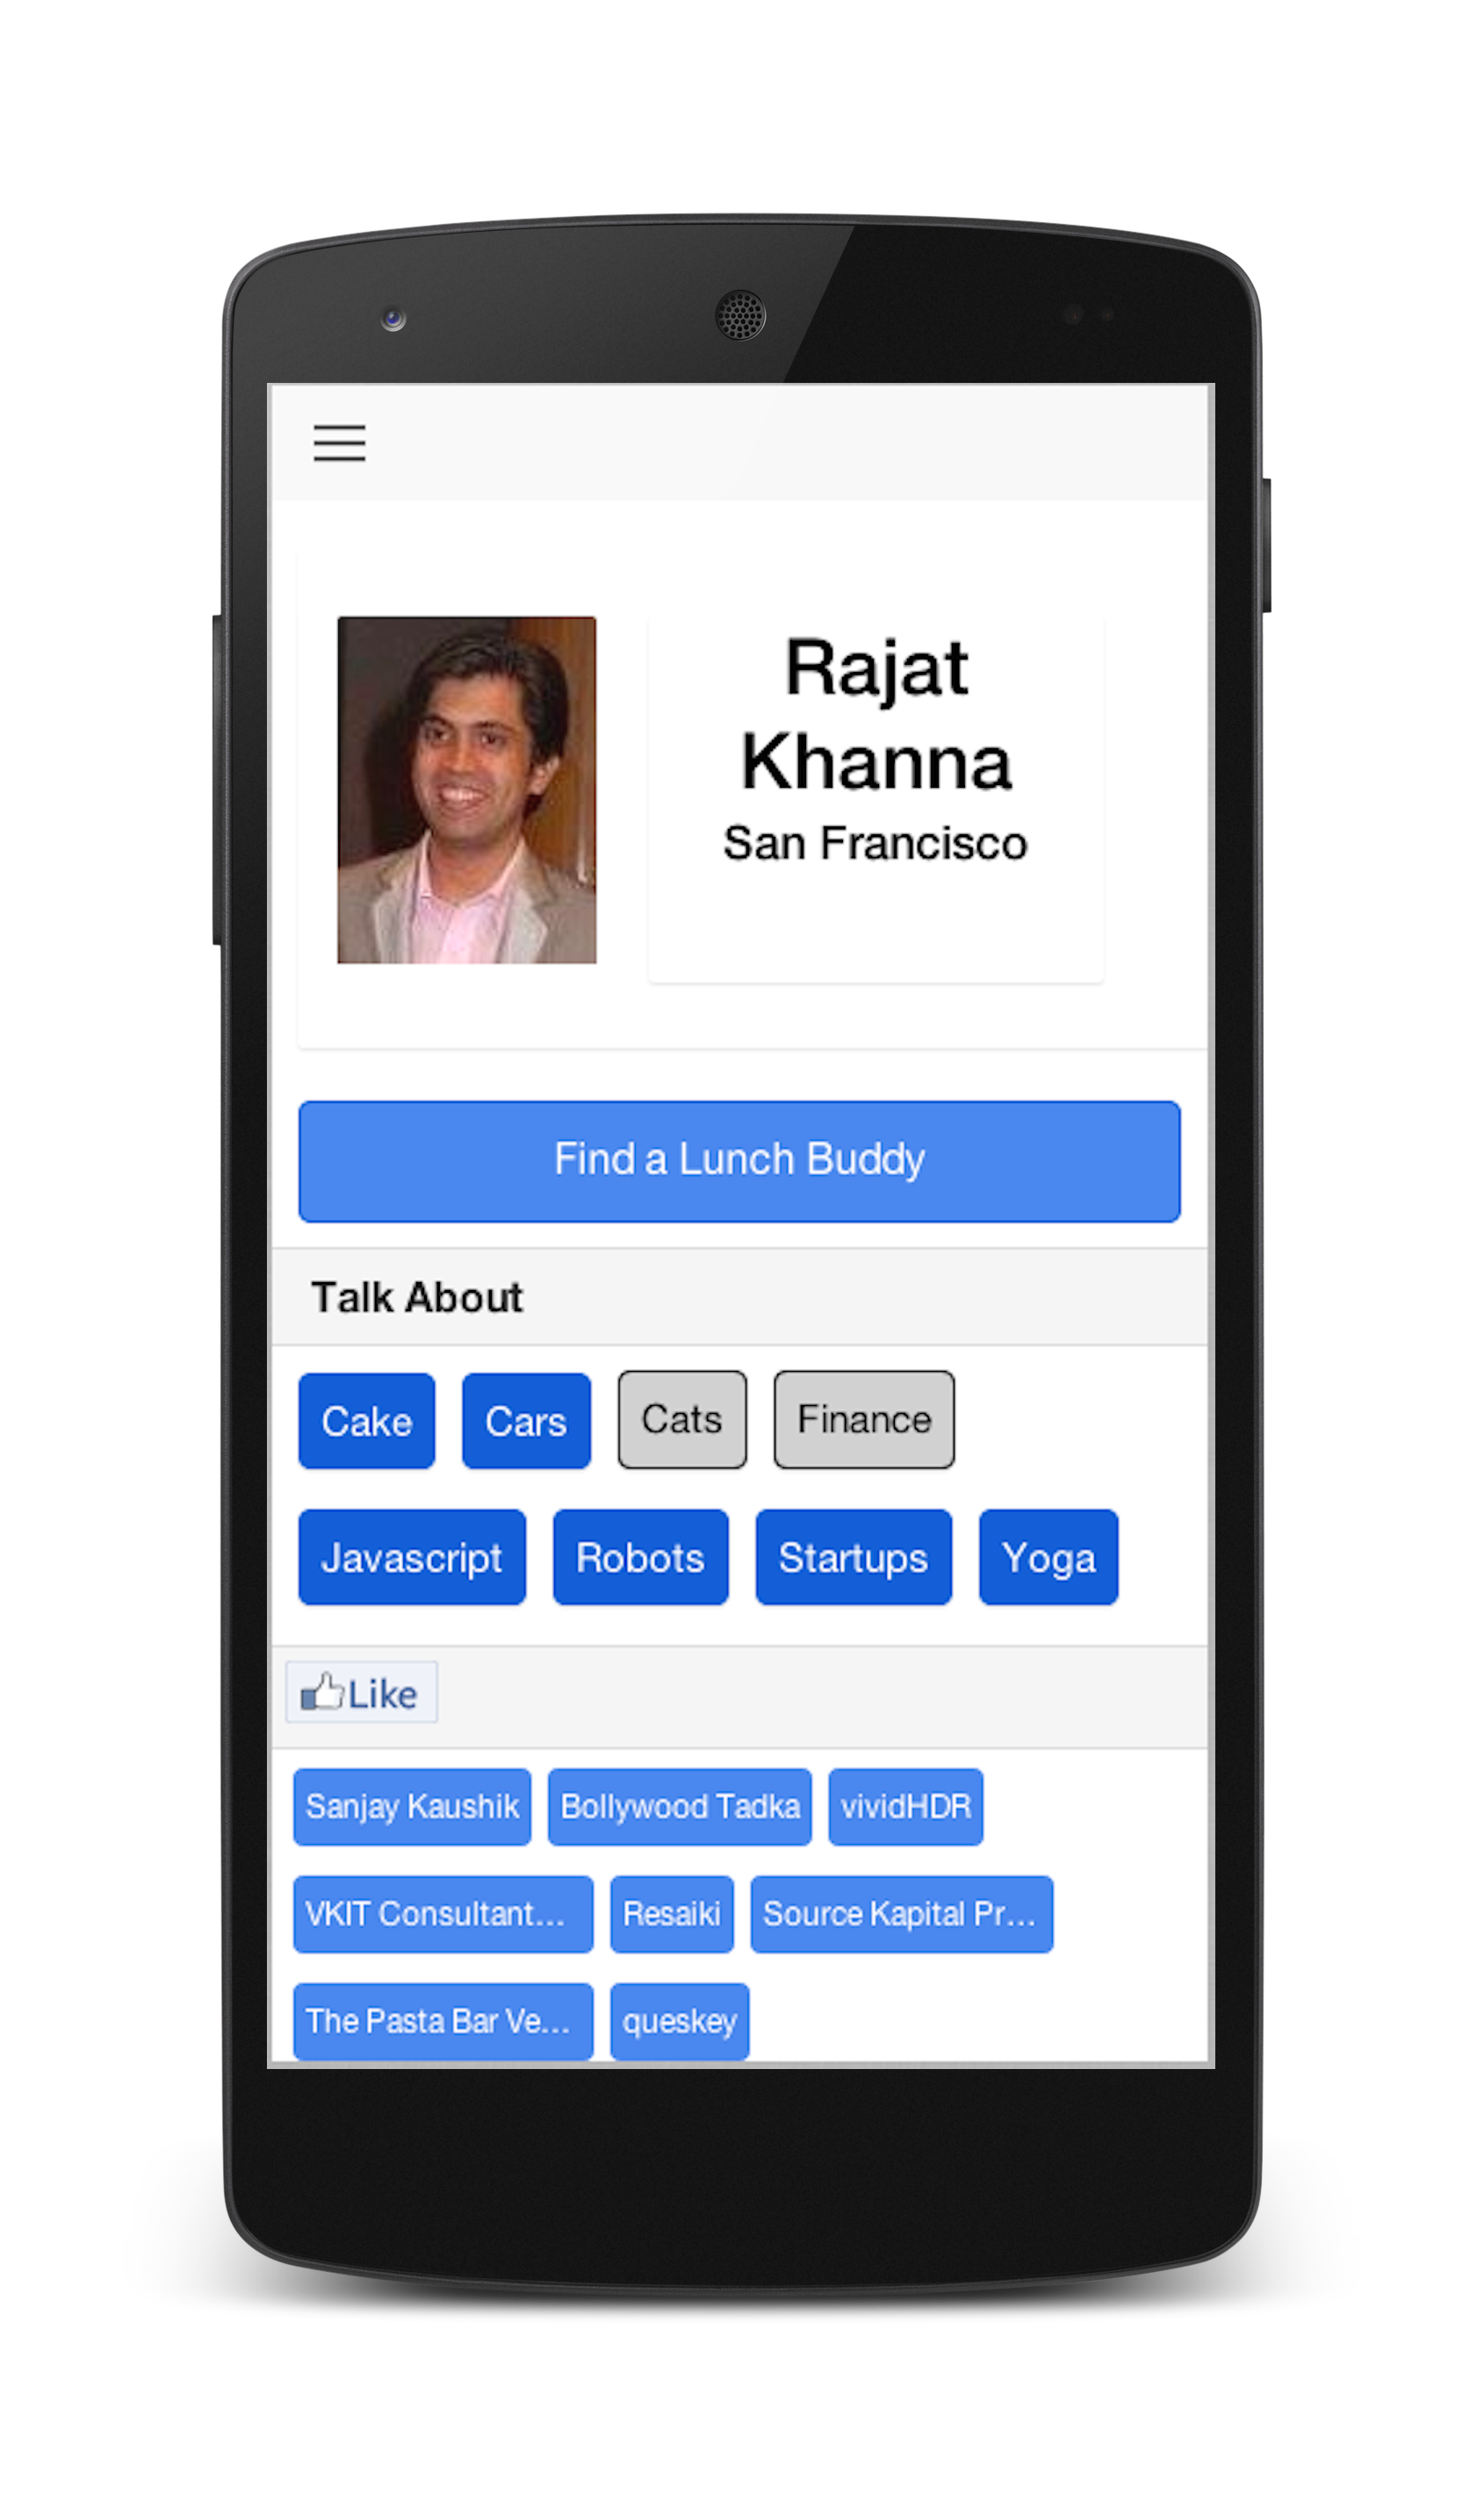 Rajat
Khanna
San Francisco
Find a Lunch Buddy
Talk About
Cake Cars Cats Finance
Javascript Robots Startups Yoga
Like
Sanjay Kaushik Bollywood Tadka vividHDR
VKIT Consultant... Resaiki Source Kapital Pr...
The Pasta Bar Ve... queskey